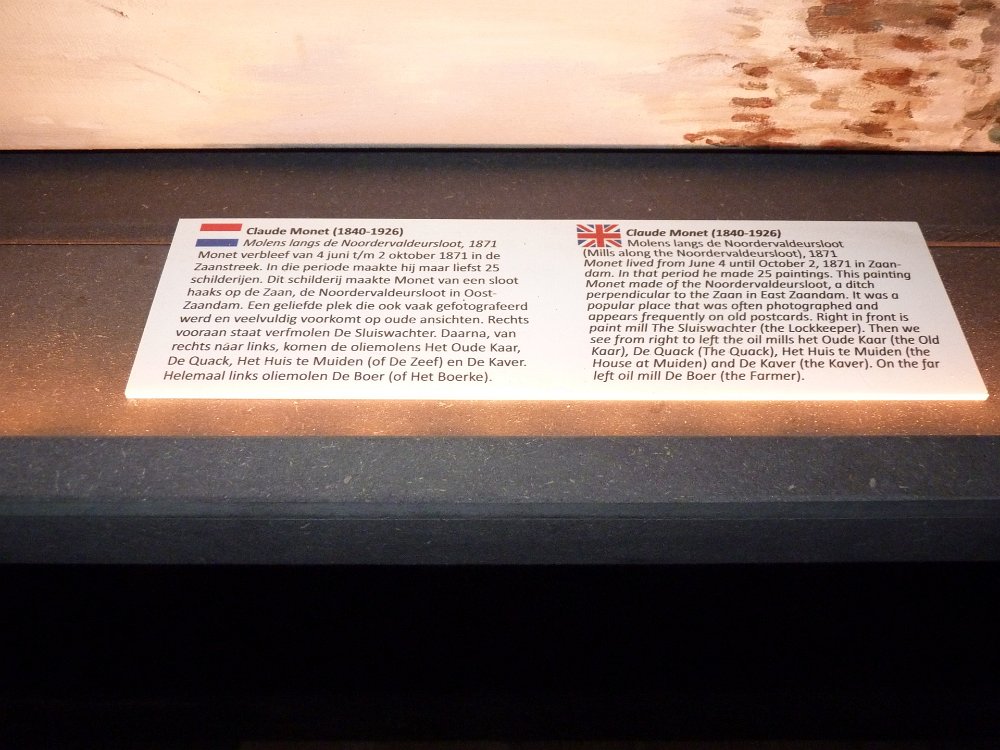 Claude Monet (1840-1926)
Molens langs de Noordervaldeursloot, 1871
Monet verbleef van 4 juni t/m 2 oktober 1871 in de
Zaanstreek. In die periode maakte hij maar liefst 25
schilderijen. Dit schilderij maakte Monet van een sloot
haaks op de Zaan, de Noordervaldeursloot in Oost-
Zaandam. Een geliefde plek die ook vaak gefotografeerd
werd en veelvuldig voorkomt op oude ansichten. Rechts
vooraan staat verfmolen De Sluiswachter. Daarna, van
rechts naar links, komen de oliemolens Het Oude Kaar,
De Quack, Het Huis te Muiden (of De Zeef) en De Kaver.
Helemaal links oliemolen De Boer (of Het Boerke).
Claude Monet (1840-1926)
Molens langs de Noordervaldeursloot
(Mills along the Noordervaldeursloot), 1871
Monet lived from June 4 until October 2, 1871 in Zaan-
dam. In that period he made 25 paintings. This painting
Monet made of the Noordervaldeursloot, a ditch
perpendicular to the Zaan in East Zaandam. It was a
popular place that was often photographed and
appears frequently on old postcards. Right in front is
paint mill The Sluiswachter (the Lockkeeper). Then we
see from right to left the oil mills het Oude Kaar (the Old
Kaar), De Quack (The Quack), Het Huis te Muiden (the
House at Muiden) and De Kaver (the Kaver). On the far
left oil mill De Boer (the Farmer).